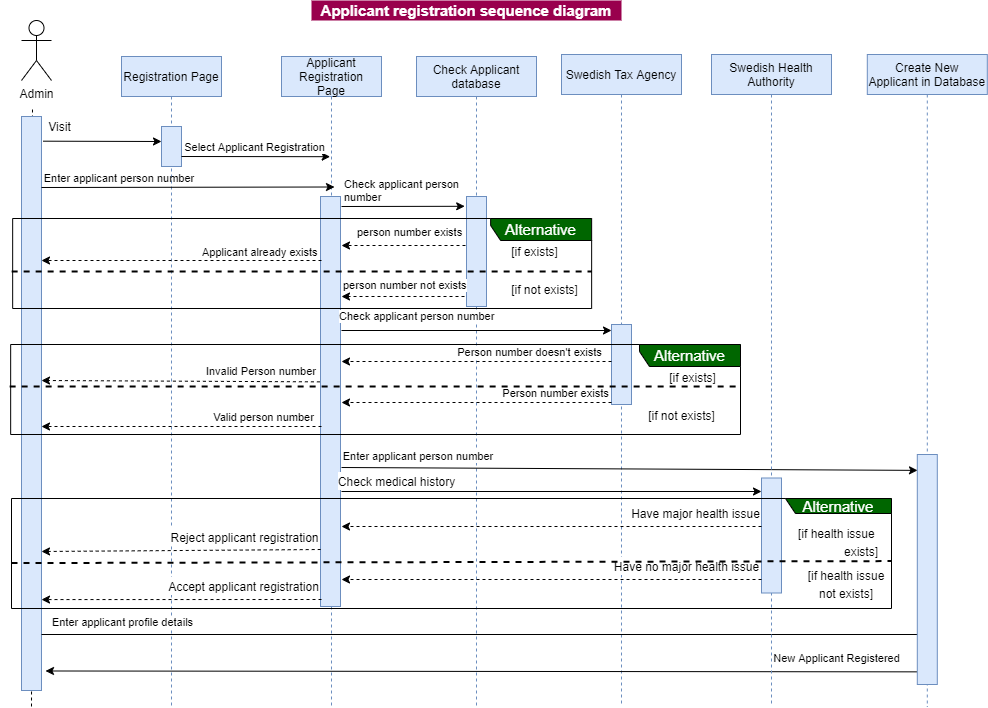 Applicant registration sequence diagram
Admin
Registration Page
Applicant
Registration
Page
Check Applicant
database
Swedish Tax Agency
Swedish Health
Authority
Create New
Applicant in Database
Visit
Select Applicant Registration
Enter applicant person number
Check applicant person
number
Alternative
person number exists
[if exists]
Applicant already exists
person number not exists
[if not exists]
Check applicant person number
Alternative
Person number doesn't exists
Invalid Person number
[if exists]
Person number exists
Valid person number
[if not exists]
Enter applicant person number
Check medical history
Alternative
Have major health issue
[if health issue
exists]
Reject applicant registration
Have no major health issue
[if health issue
not exists]
Accept applicant registration
Enter applicant profile details
New Applicant Registered